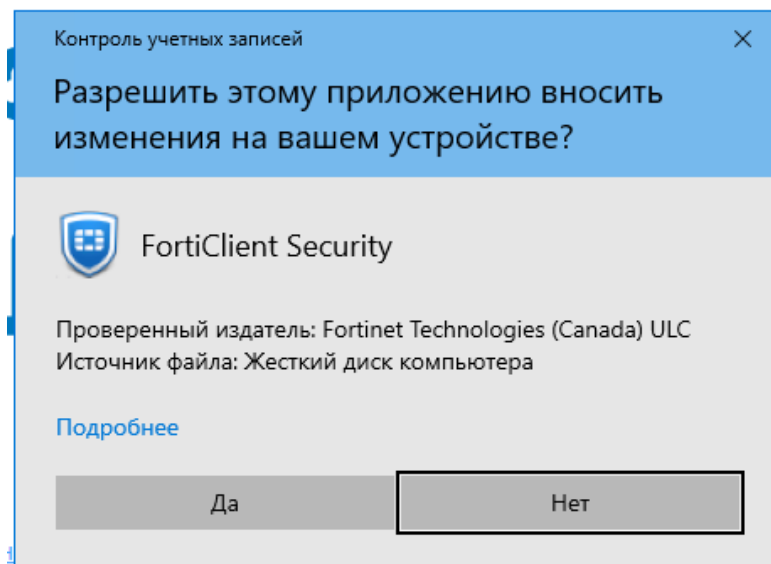 Контроль учетных записей
Разрешить этому приложению вносить
изменения на вашем устройстве?
FortiClient Security
Проверенный издатель: Fortinet Technologies (Canada) ULC
Источник файла: Жесткий диск компьютера
Подробнее
Да
Нет